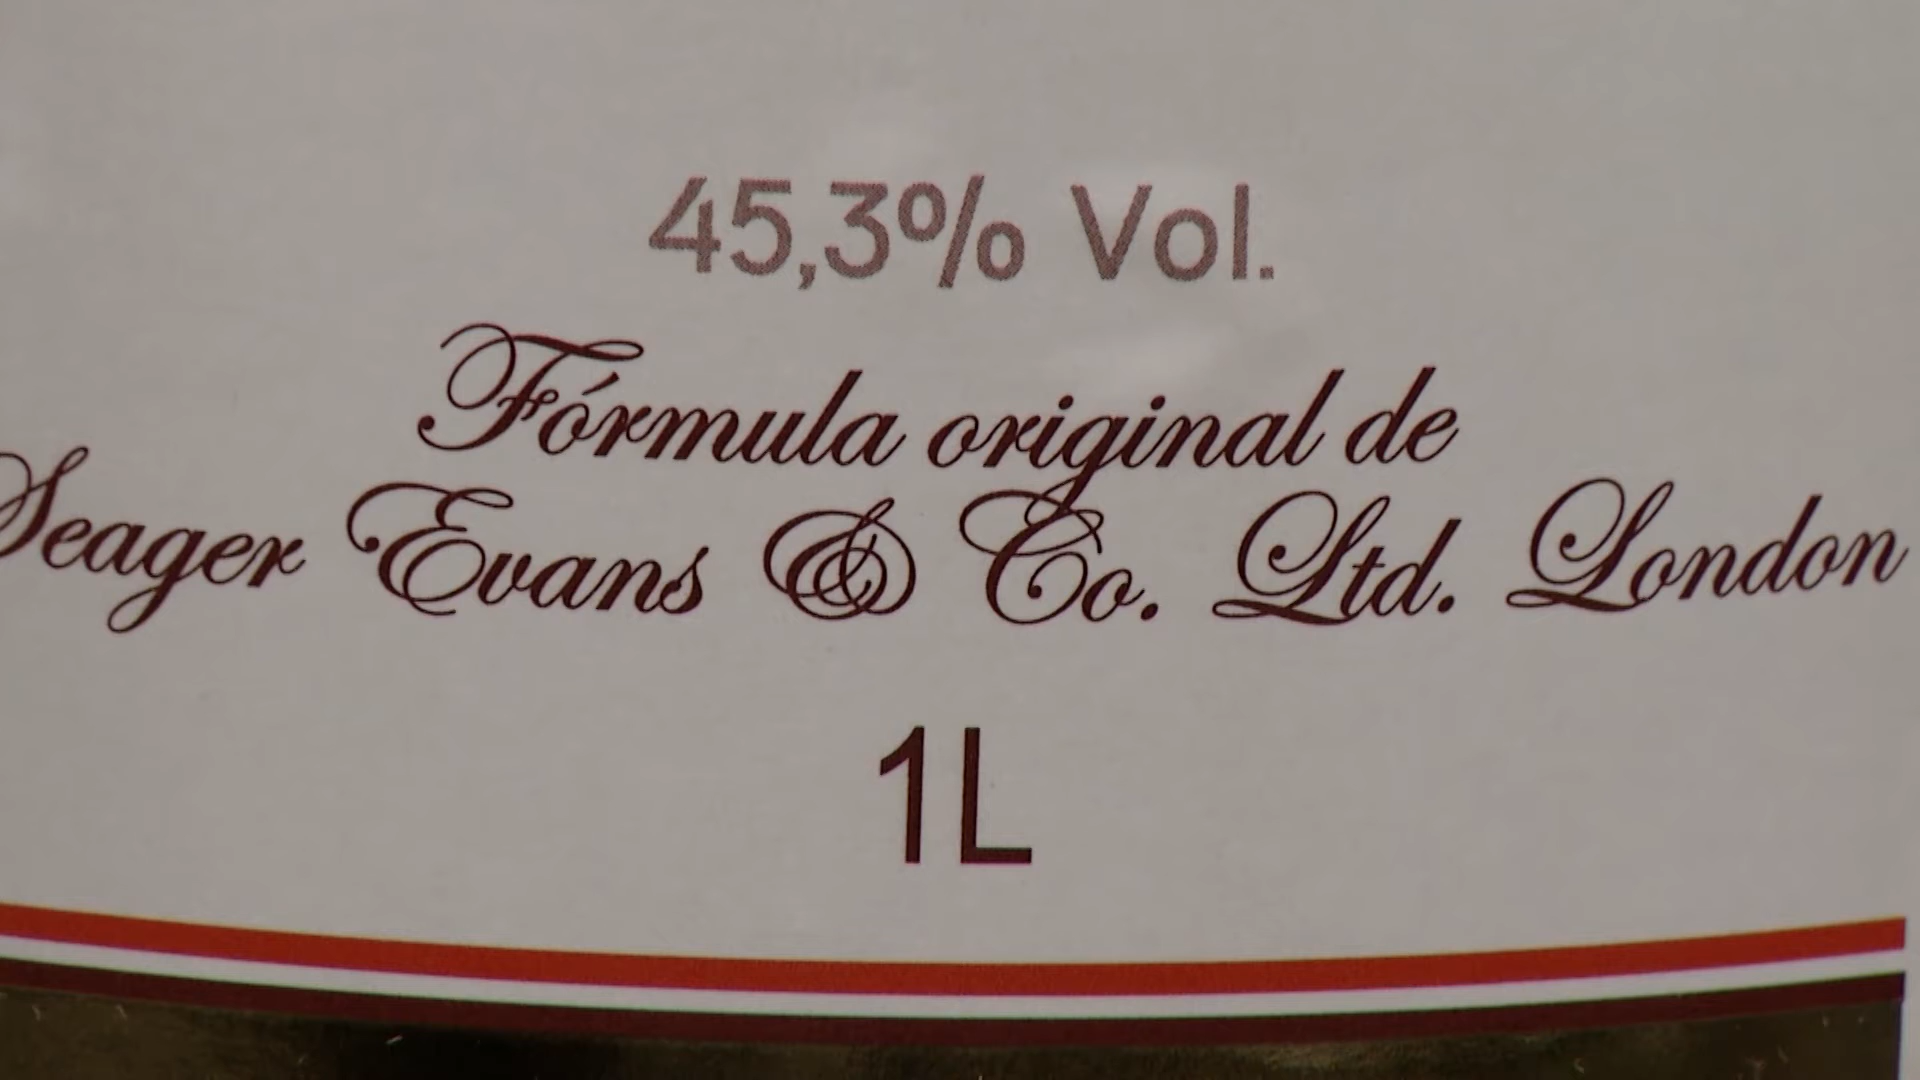 45,3% Vol.
Fórmula original de
Seager Evans & Co. Ltd. London
1L